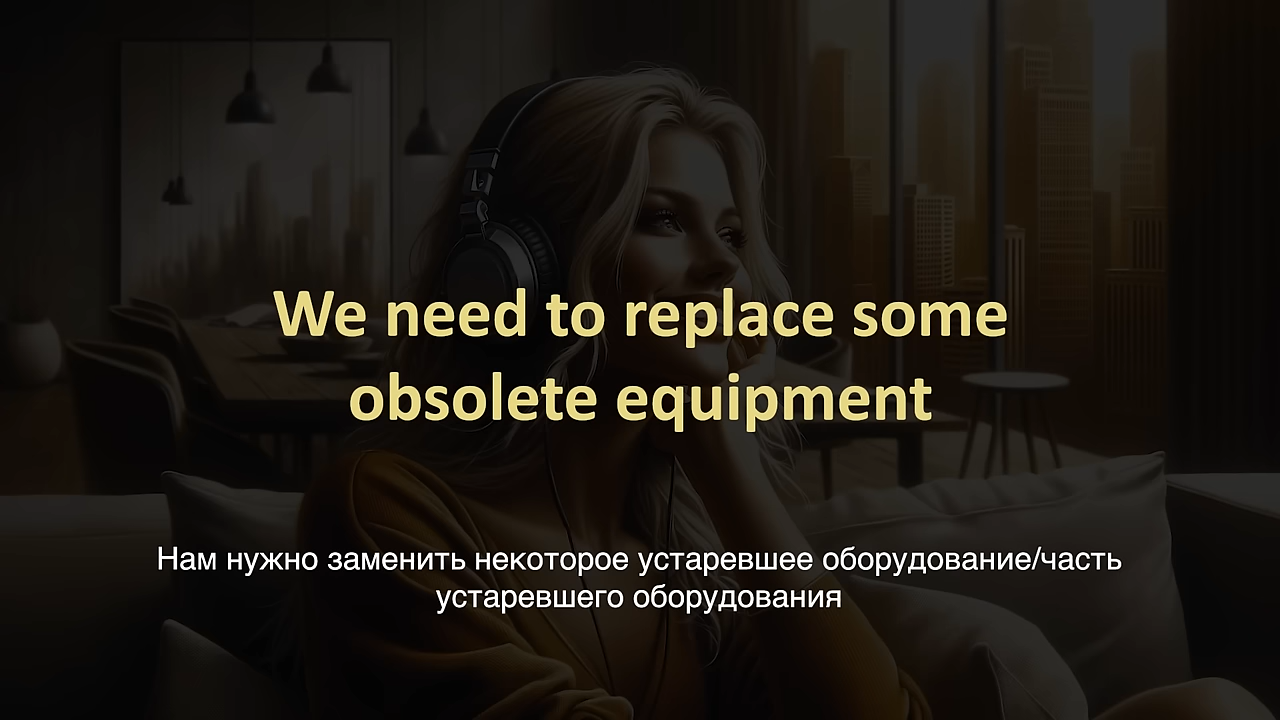 We need to replace some
obsolete equipment
Нам нужно заменить некоторое устаревшее оборудование/часть
устаревшего оборудования